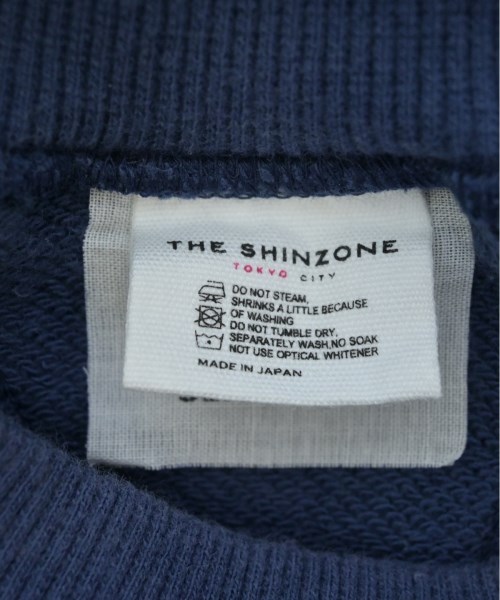 THE SHINZONE
TOKYO CITY
DO NOT STEAM.
SHRINKS A LITTLE BECAUSE
OF WASHING
DO NOT TUMBLE DRY.
SEPARATELY WASH,NO SOAK
NOT USE OPTICAL WHITENER
MADE IN JAPAN